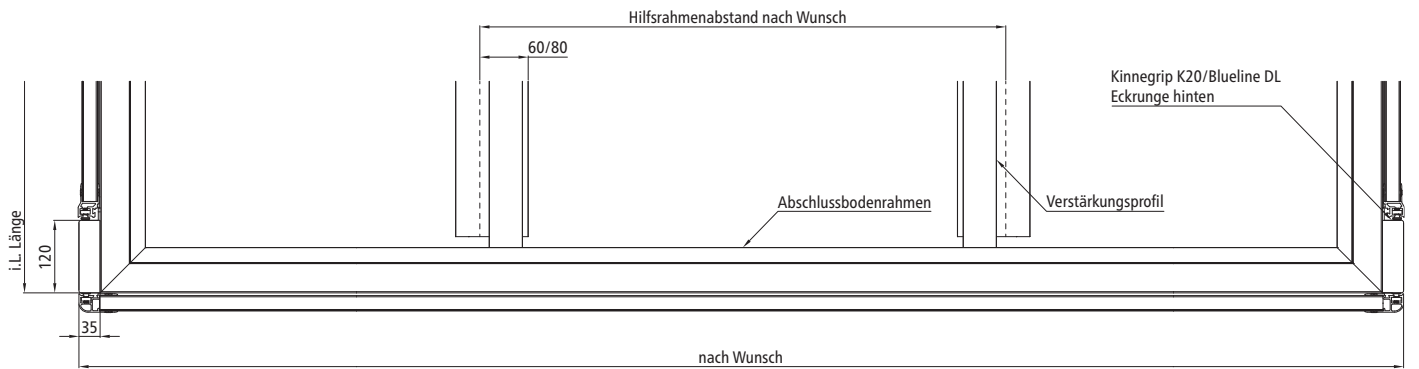 Hilfsrahmenabstand nach Wunsch
60/80
Kinnegrip K20/Blueline DL
Eckrunge hinten
Abschlussbodenrahmen
Verstärkungsprofil
i.L. Länge
120
35
nach Wunsch